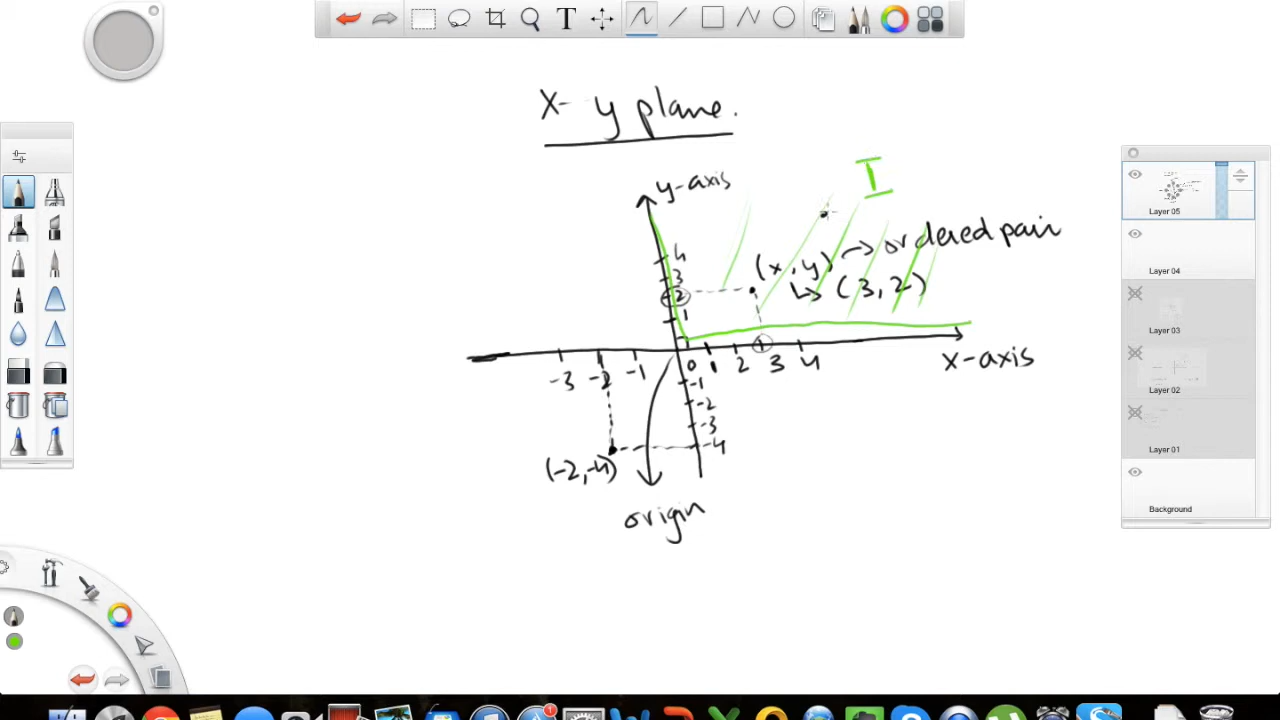 T
X-y plane.
y-axis
I
Layer 05
(x,y) → ordered pair
↳ (3,2)
Layer 04
4
3
2
1
Layer 03
-3 -2 -1 0 1 2 3 4
x-axis
Layer 02
-1
-2
-3
-4
Layer 01
(-2,-4)
origin
Background
1